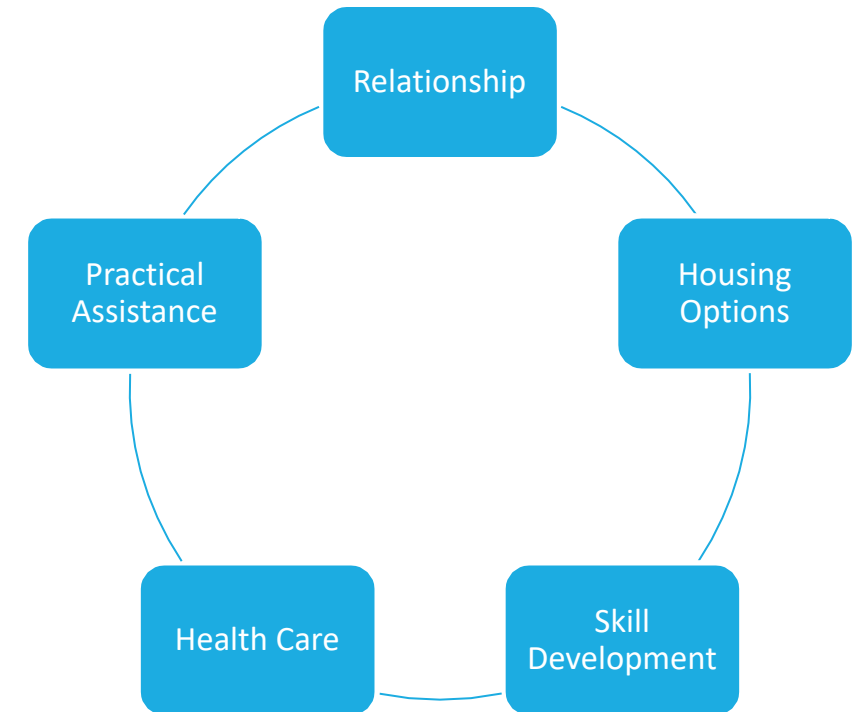 Relationship
Housing
Options
Skill
Development
Health Care
Practical
Assistance